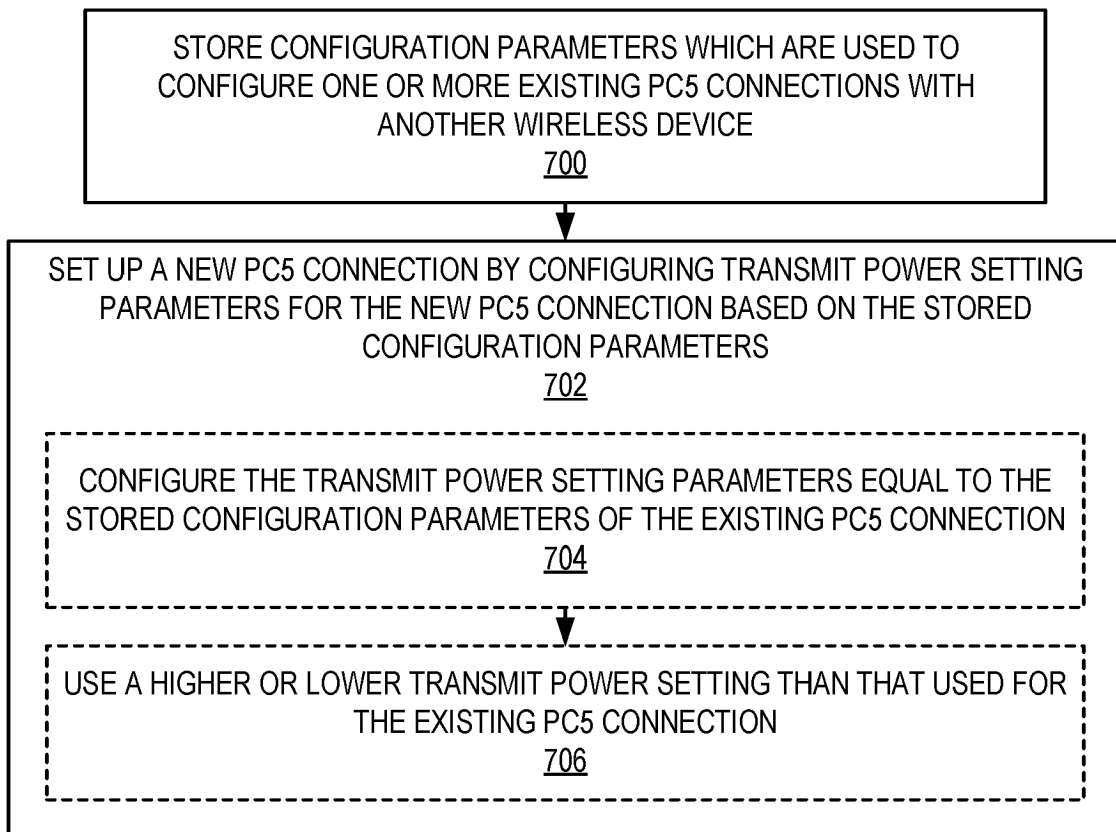 STORE CONFIGURATION PARAMETERS WHICH ARE USED TO
CONFIGURE ONE OR MORE EXISTING PC5 CONNECTIONS WITH
ANOTHER WIRELESS DEVICE
700
SET UP A NEW PC5 CONNECTION BY CONFIGURING TRANSMIT POWER SETTING
PARAMETERS FOR THE NEW PC5 CONNECTION BASED ON THE STORED
CONFIGURATION PARAMETERS
702
CONFIGURE THE TRANSMIT POWER SETTING PARAMETERS EQUAL TO THE
STORED CONFIGURATION PARAMETERS OF THE EXISTING PC5 CONNECTION
704
USE A HIGHER OR LOWER TRANSMIT POWER SETTING THAN THAT USED FOR
THE EXISTING PC5 CONNECTION
706